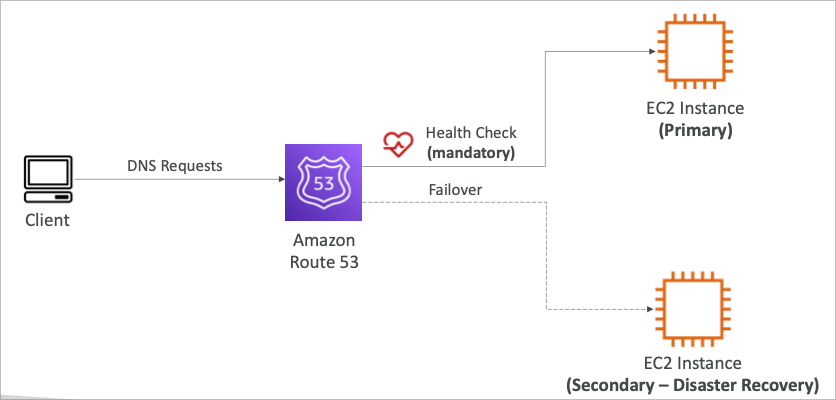 EC2 Instance
(Primary)
Health Check
(mandatory)
DNS Requests
53
Failover
Client
Amazon
Route 53
EC2 Instance
(Secondary – Disaster Recovery)